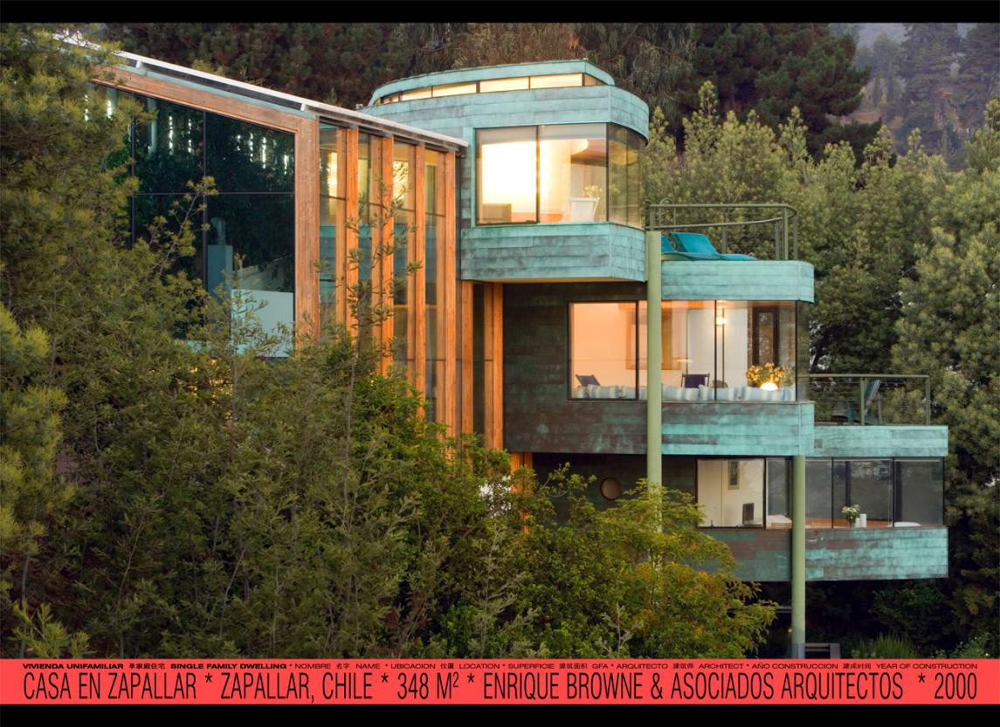 VIVIENDA UNIFAMILIAR 单家庭住宅 SINGLE FAMILY DWELLING * NOMBRE 名字 NAME * UBICACION 位置 LOCATION * SUPERFICIE 建筑面积 GFA * ARQUITECTO 建筑师 ARCHITECT * AÑO CONSTRUCCION 建成时间 YEAR OF CONSTRUCTION
CASA EN ZAPALLAR * ZAPALLAR, CHILE * 348 M² * ENRIQUE BROWNE & ASOCIADOS ARQUITECTOS * 2000